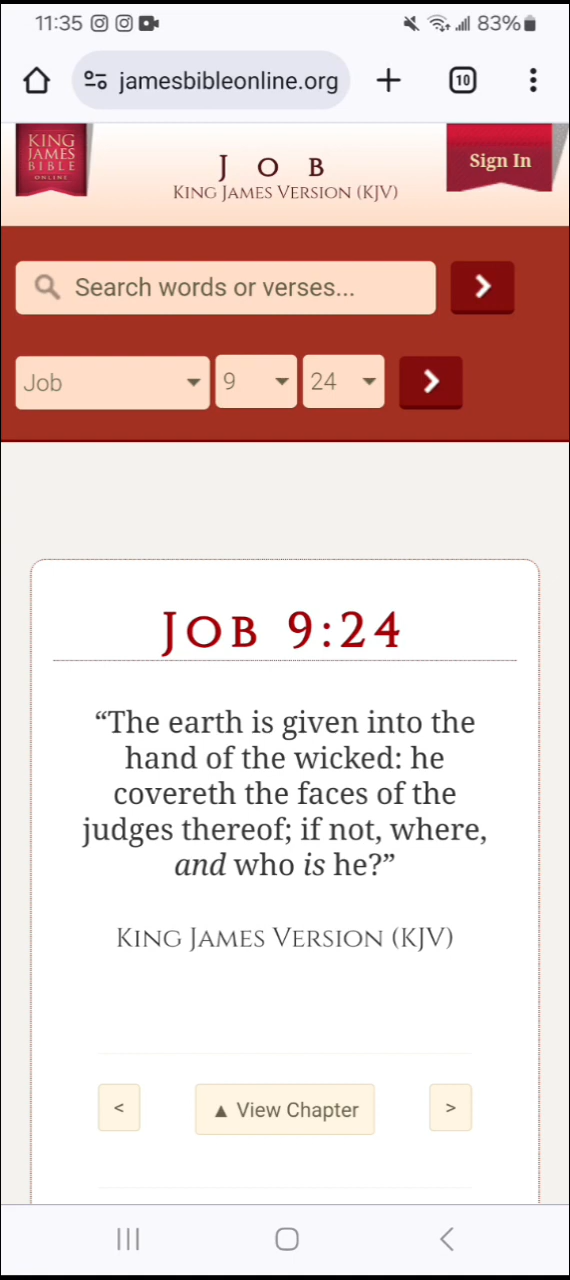 11:35 83%
jamesbibleonline.org 10
KING
JAMES
BIBLE
ONLINE
JOB
KING JAMES VERSION (KJV)
Sign In
Search words or verses...
Job 9 24
JOB 9:24
“The earth is given into the
hand of the wicked: he
covereth the faces of the
judges thereof; if not, where,
and who is he?”
KING JAMES VERSION (KJV)
< ▲ View Chapter >